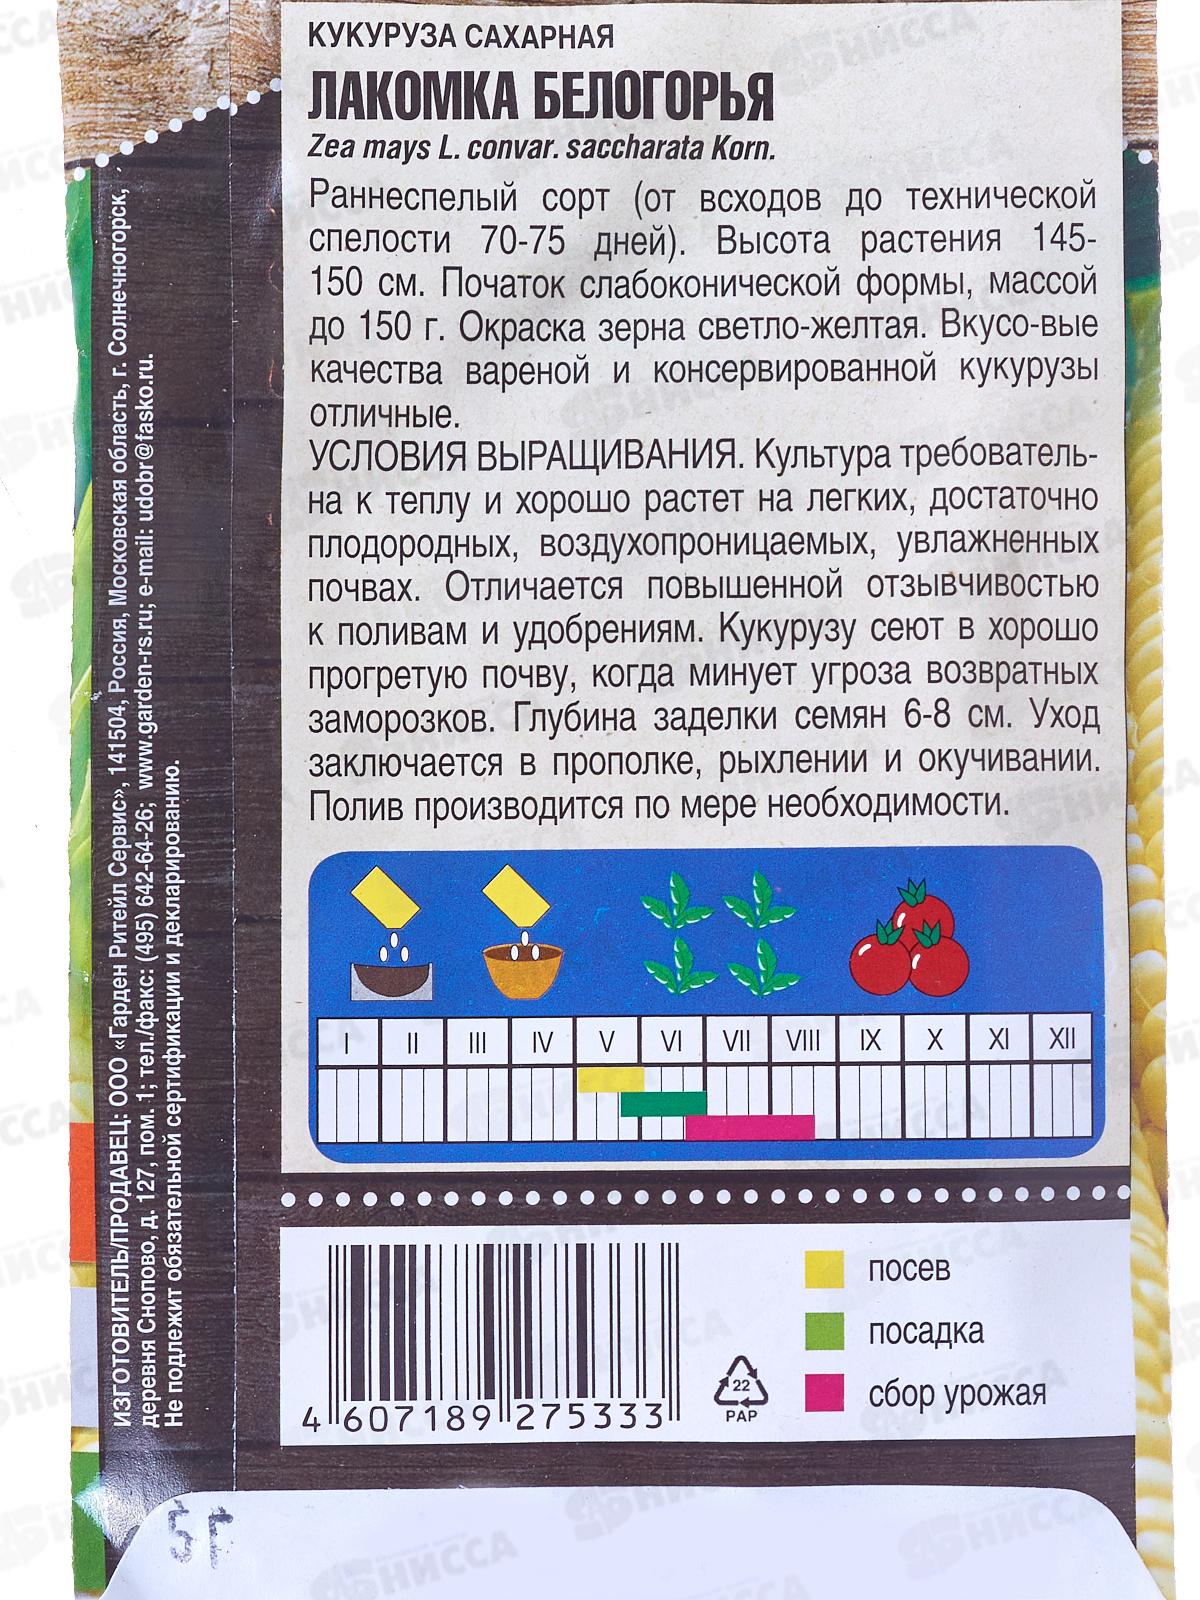 КУКУРУЗА САХАРНАЯ
ЛАКОМКА БЕЛОГОРЬЯ
Zea mays L. convar. saccharata Korn.
Раннеспелый сорт (от всходов до технической
спелости 70-75 дней). Высота растения 145-
150 см. Початок слабоконической формы, массой
до 150 г. Окраска зерна светло-желтая. Вкусо-вые
качества вареной и консервированной кукурузы
отличные.
УСЛОВИЯ ВЫРАЩИВАНИЯ. Культура требователь-
на к теплу и хорошо растет на легких, достаточно
плодородных, воздухопроницаемых, увлажненных
почвах. Отличается повышенной отзывчивостью
к поливам и удобрениям. Кукурузу сеют в хорошо
прогретую почву, когда минует угроза возвратных
заморозков. Глубина заделки семян 6-8 см. Уход
заключается в прополке, рыхлении и окучивании.
Полив производится по мере необходимости.
I II III IV V VI VII VIII IX X XI XII
посев
посадка
сбор урожая
22
PAP
4 607189 275333
ИЗГОТОВИТЕЛЬ/ПРОДАВЕЦ: ООО «Гарден Ритейл Сервис», 141504, Россия, Московская область, г. Солнечногорск,
деревня Снопово, д. 127, пом. 1; тел./факс: (495) 642-64-26; www.garden-rs.ru; e-mail: udobr@fasko.ru.
Не подлежит обязательной сертификации и декларированию.
5 г
БНИССА